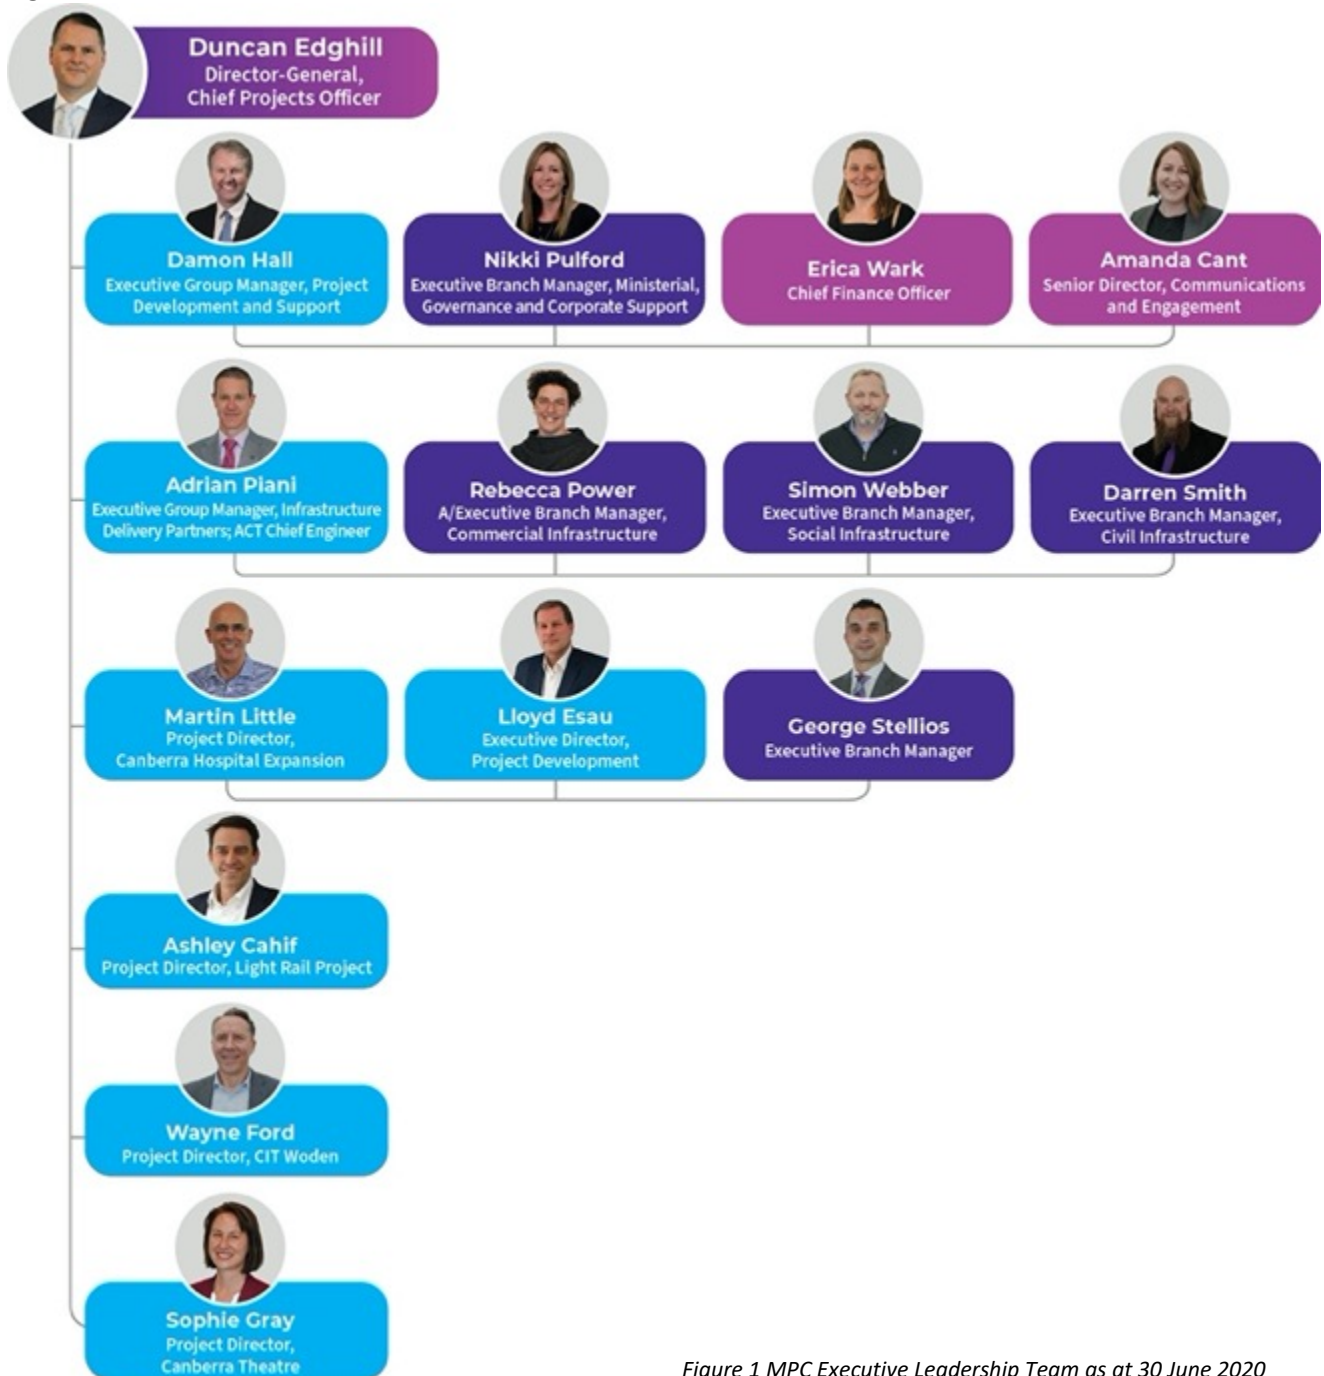 Duncan Edghill
Director-General,
Chief Projects Officer
Damon Hall
Executive Group Manager, Project
Development and Support
Nikki Pulford
Executive Branch Manager, Ministerial,
Governance and Corporate Support
Erica Wark
Chief Finance Officer
Amanda Cant
Senior Director, Communications
and Engagement
Adrian Piani
Executive Group Manager, Infrastructure
Delivery Partners; ACT Chief Engineer
Rebecca Power
A/Executive Branch Manager,
Commercial Infrastructure
Simon Webber
Executive Branch Manager,
Social Infrastructure
Darren Smith
Executive Branch Manager,
Civil Infrastructure
Martin Little
Project Director,
Canberra Hospital Expansion
Lloyd Esau
Executive Director,
Project Development
George Stellios
Executive Branch Manager
Ashley Cahif
Project Director, Light Rail Project
Wayne Ford
Project Director, CIT Woden
Sophie Gray
Project Director,
Canberra Theatre
Figure 1 MPC Executive Leadership Team as at 30 June 2020